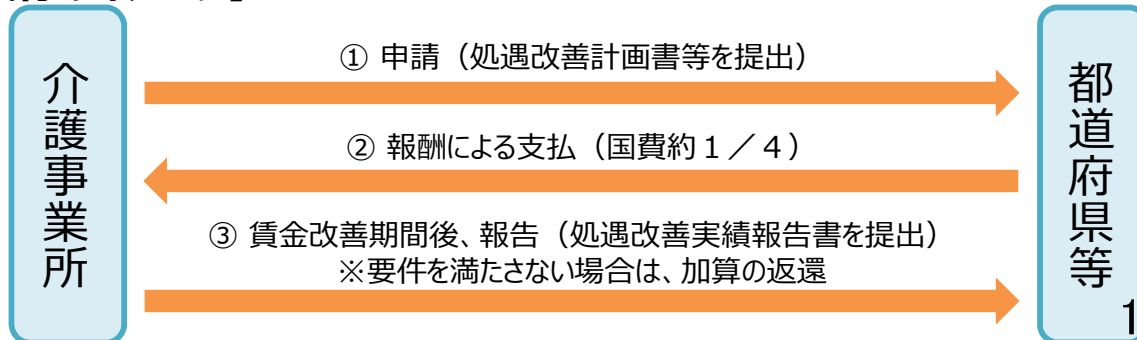 介護事業所
① 申請（処遇改善計画書等を提出）
② 報酬による支払（国費約１／４）
③ 賃金改善期間後、報告（処遇改善実績報告書を提出）
※要件を満たさない場合は、加算の返還
都道府県等
1